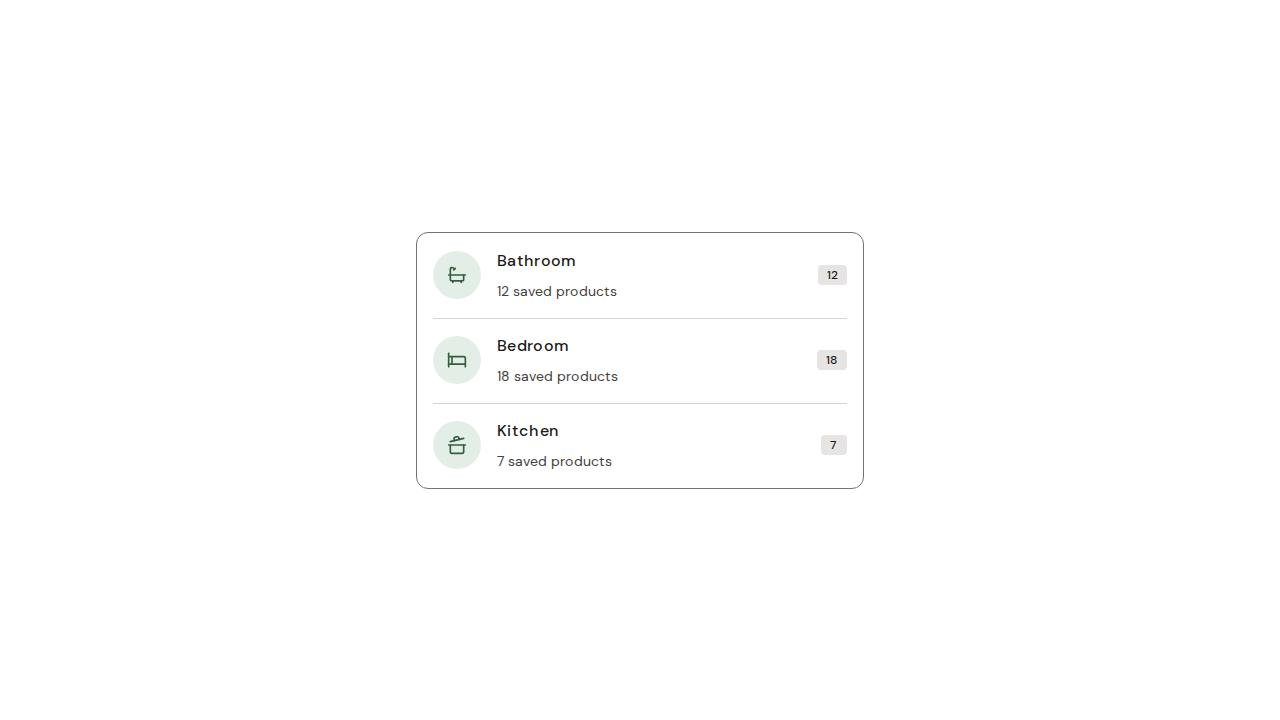 Bathroom
12 saved products
12
Bedroom
18 saved products
18
Kitchen
7 saved products
7